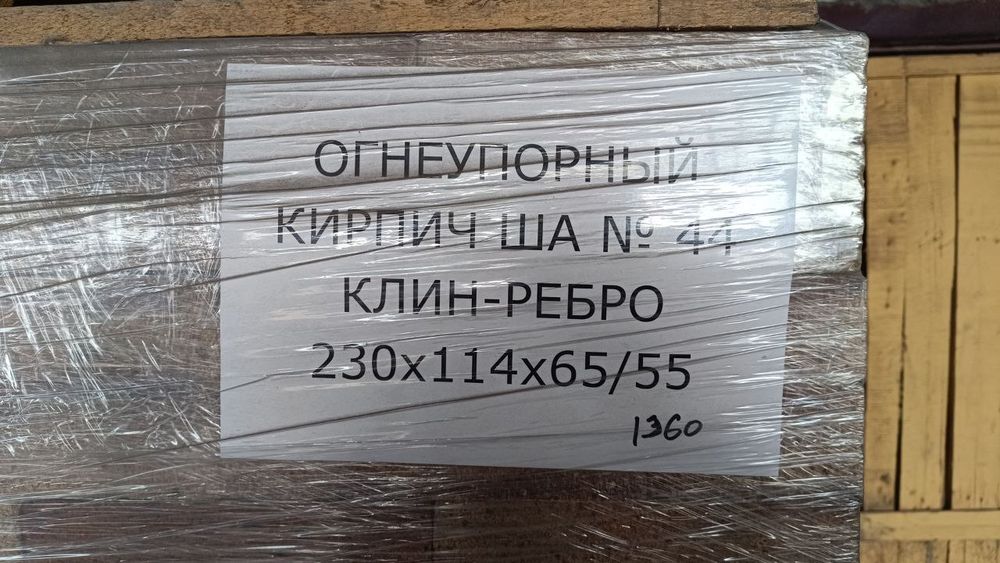 ОГНЕУПОРНЫЙ
КИРПИЧ ША № 44
КЛИН-РЕБРО
230х114х65/55
1360